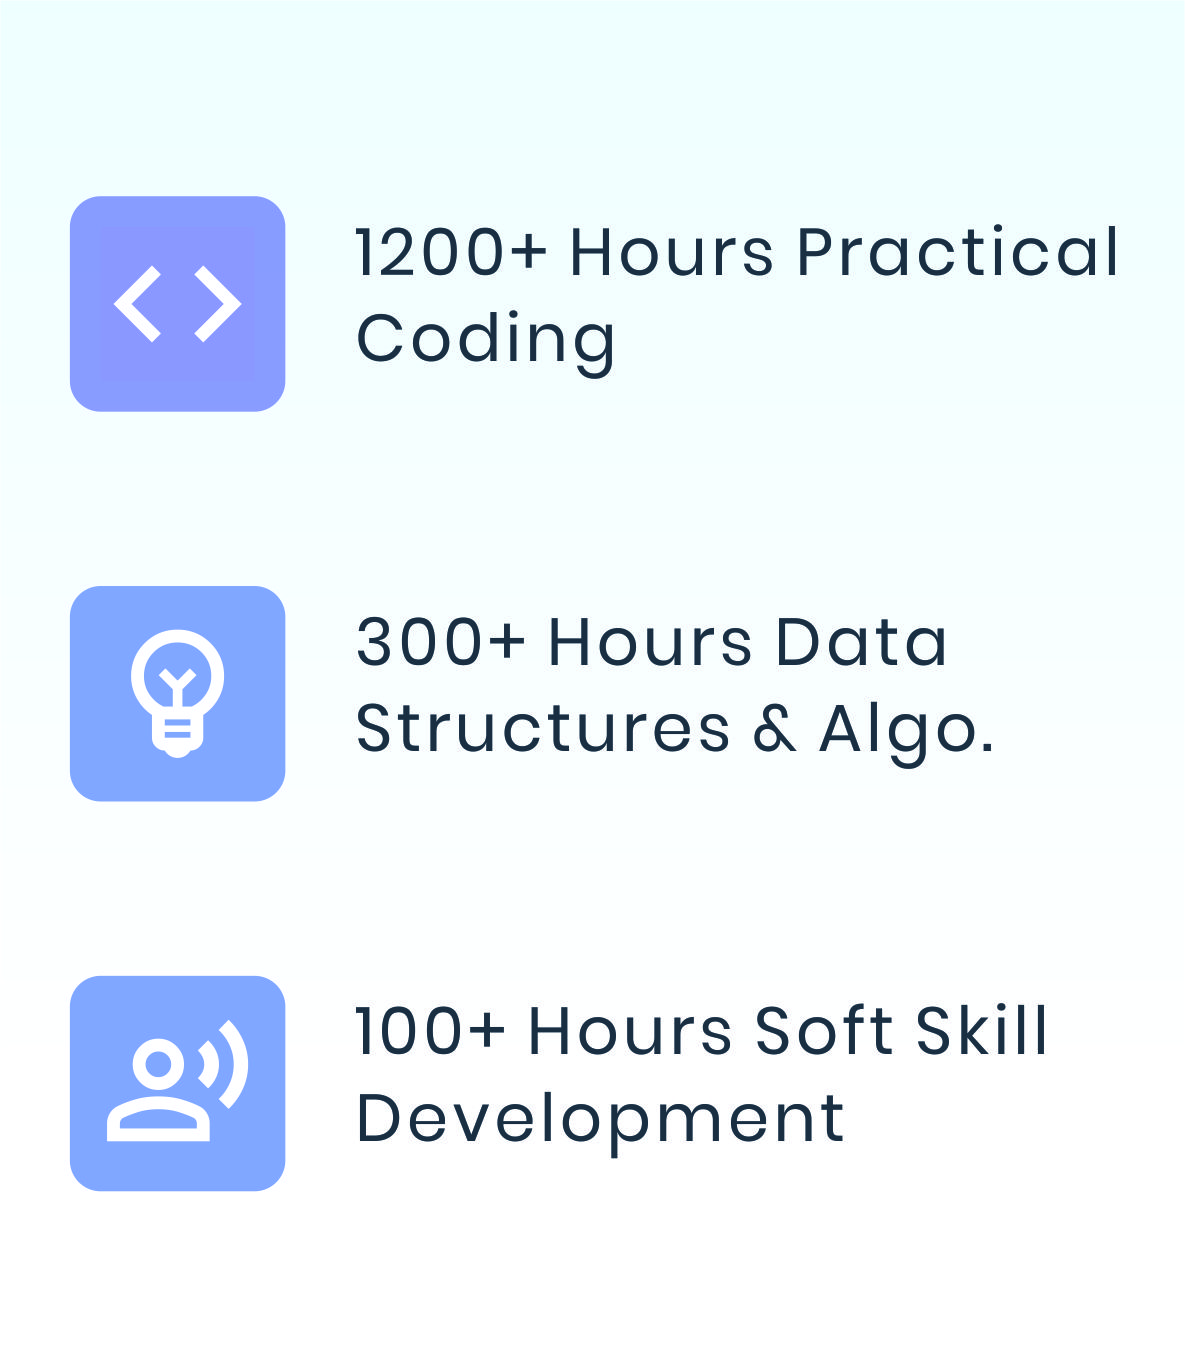 1200+ Hours Practical
Coding
300+ Hours Data
Structures & Algo.
100+ Hours Soft Skill
Development